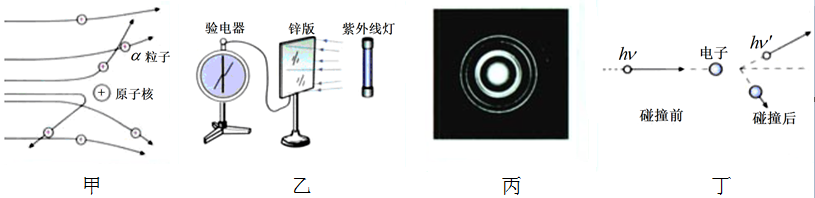 α粒子
原子核
甲
验电器
锌版
紫外线灯
乙
丙
hν
电子
hν′
碰撞前
碰撞后
丁